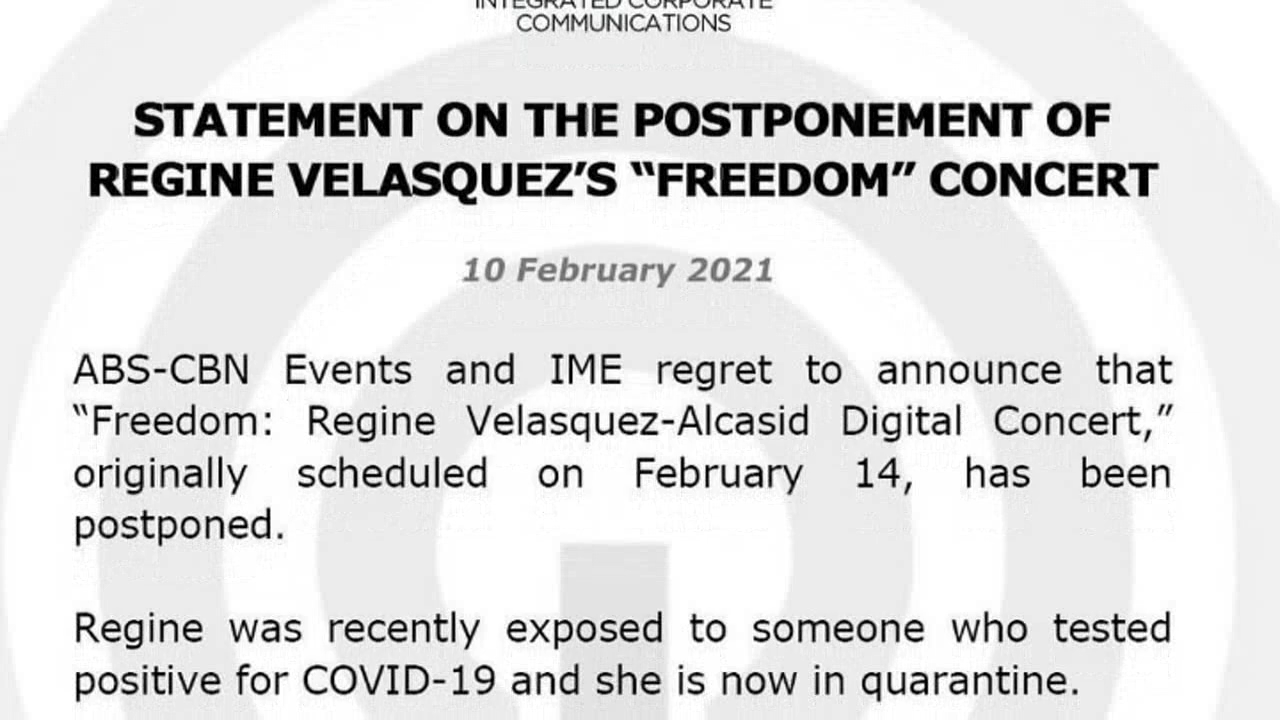 INTEGRATED CORPORATE
COMMUNICATIONS
STATEMENT ON THE POSTPONEMENT OF
REGINE VELASQUEZ’S “FREEDOM” CONCERT
10 February 2021
ABS-CBN Events and IME regret to announce that
“Freedom: Regine Velasquez-Alcasid Digital Concert,”
originally scheduled on February 14, has been
postponed.
Regine was recently exposed to someone who tested
positive for COVID-19 and she is now in quarantine.